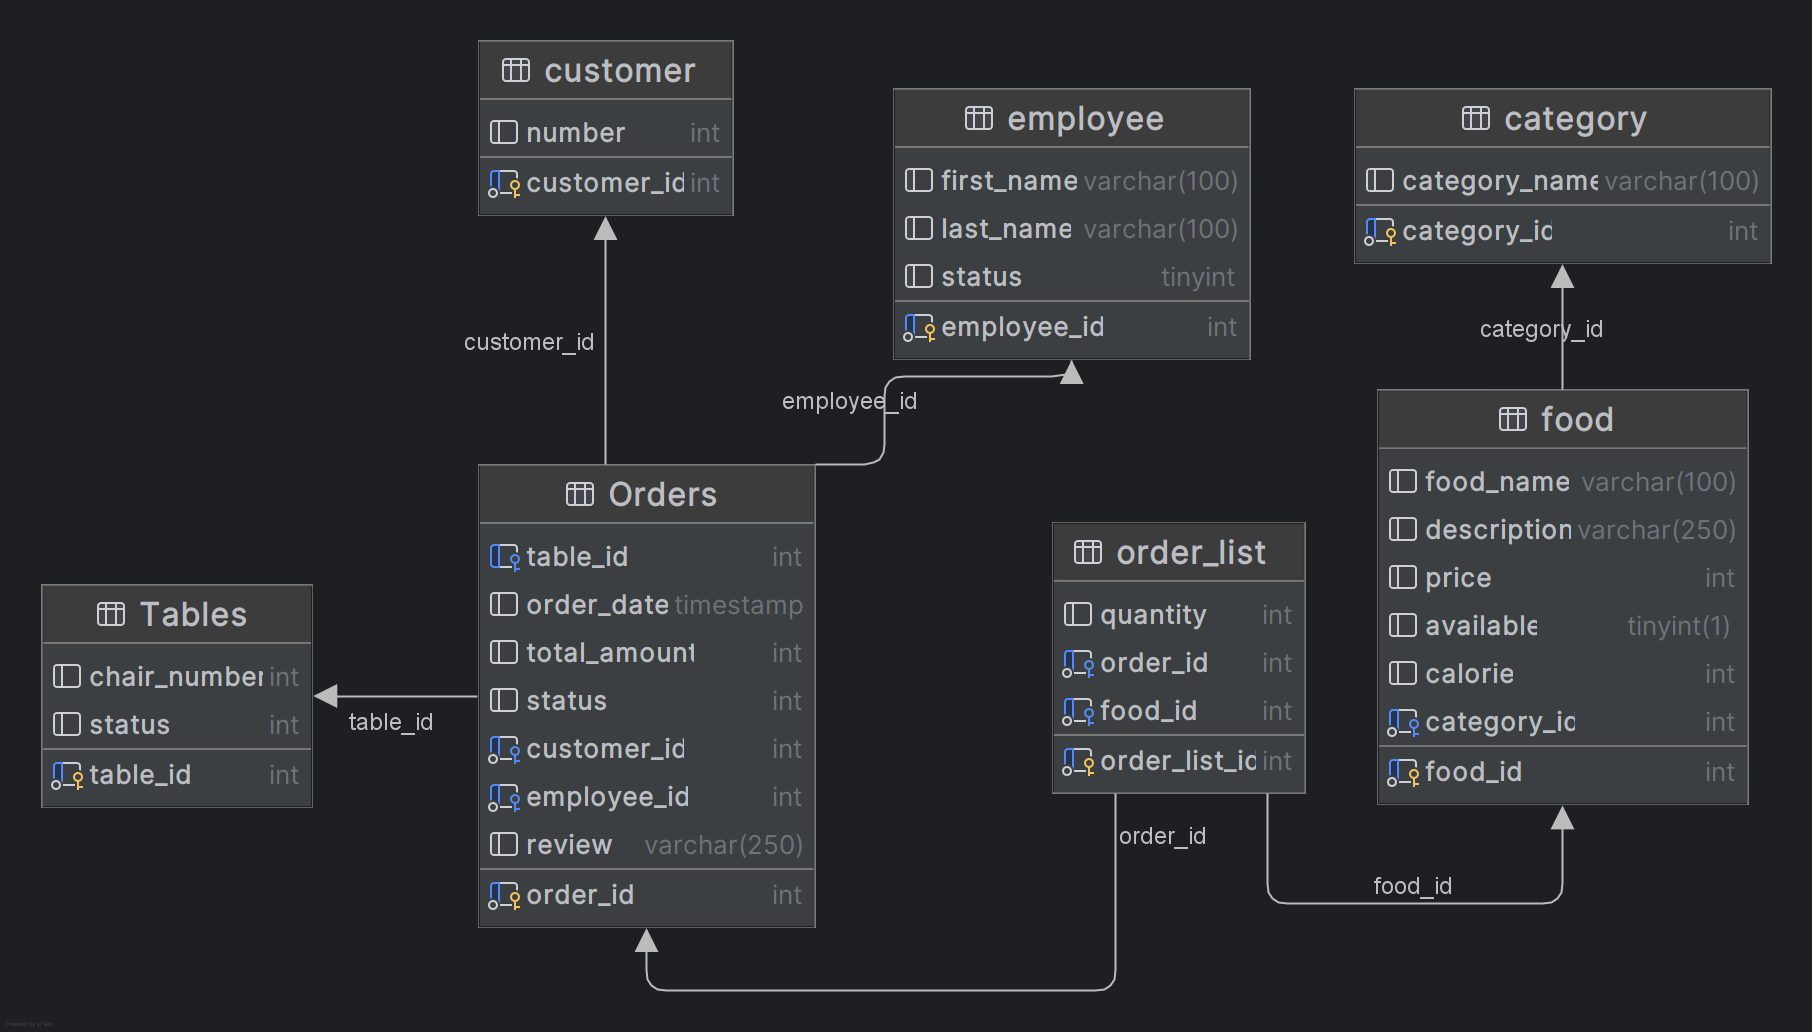 customer
number int
customer_id int
employee
first_name varchar(100)
last_name varchar(100)
status tinyint
employee_id int
category
category_name varchar(100)
category_id int
customer_id
employee_id
category_id
Orders
table_id int
order_date timestamp
total_amount int
status int
customer_id int
employee_id int
review varchar(250)
order_id int
Tables
chair_number int
status int
table_id int
table_id
order_list
quantity int
order_id int
food_id int
order_list_id int
food
food_name varchar(100)
description varchar(250)
price int
available tinyint(1)
calorie int
category_id int
food_id int
order_id
food_id
Powered by yFiles